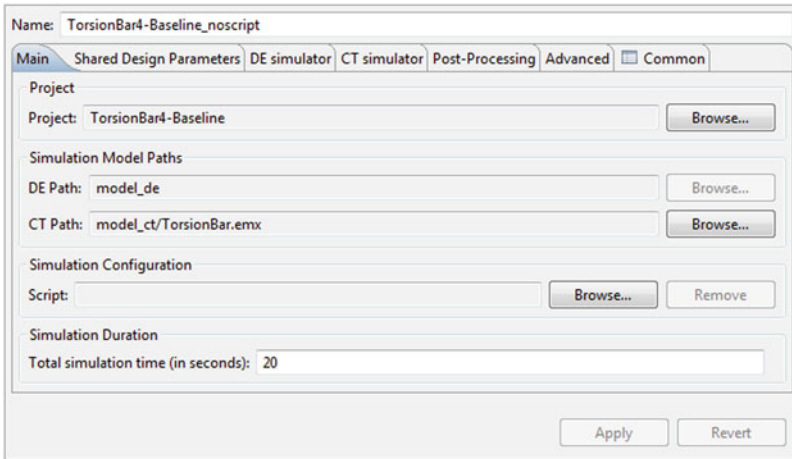 Name: TorsionBar4-Baseline_noscript
Main Shared Design Parameters DE simulator CT simulator Post-Processing Advanced Common
Project
Project: TorsionBar4-Baseline Browse...
Simulation Model Paths
DE Path: model_de Browse...
CT Path: model_ct/TorsionBar.emx Browse...
Simulation Configuration
Script: Browse... Remove
Simulation Duration
Total simulation time (in seconds): 20
Apply Revert